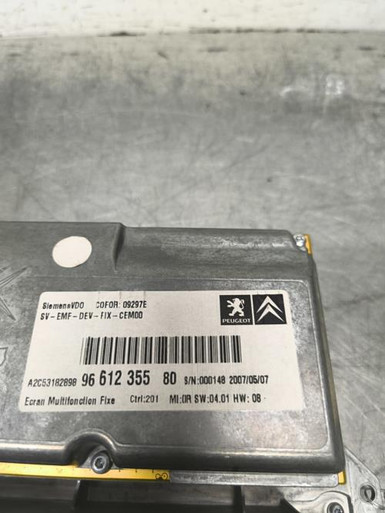 SiemensVDO COFOR: 09297E
SV-EMF-DEV-FIX-CEM00
PEUGEOT
A2C53182898 96 612 355 80 S/N:000148 2007/05/07
Ecran Multifonction Fixe Ctrl:201 MI:0R SW:04.01 HW: 08